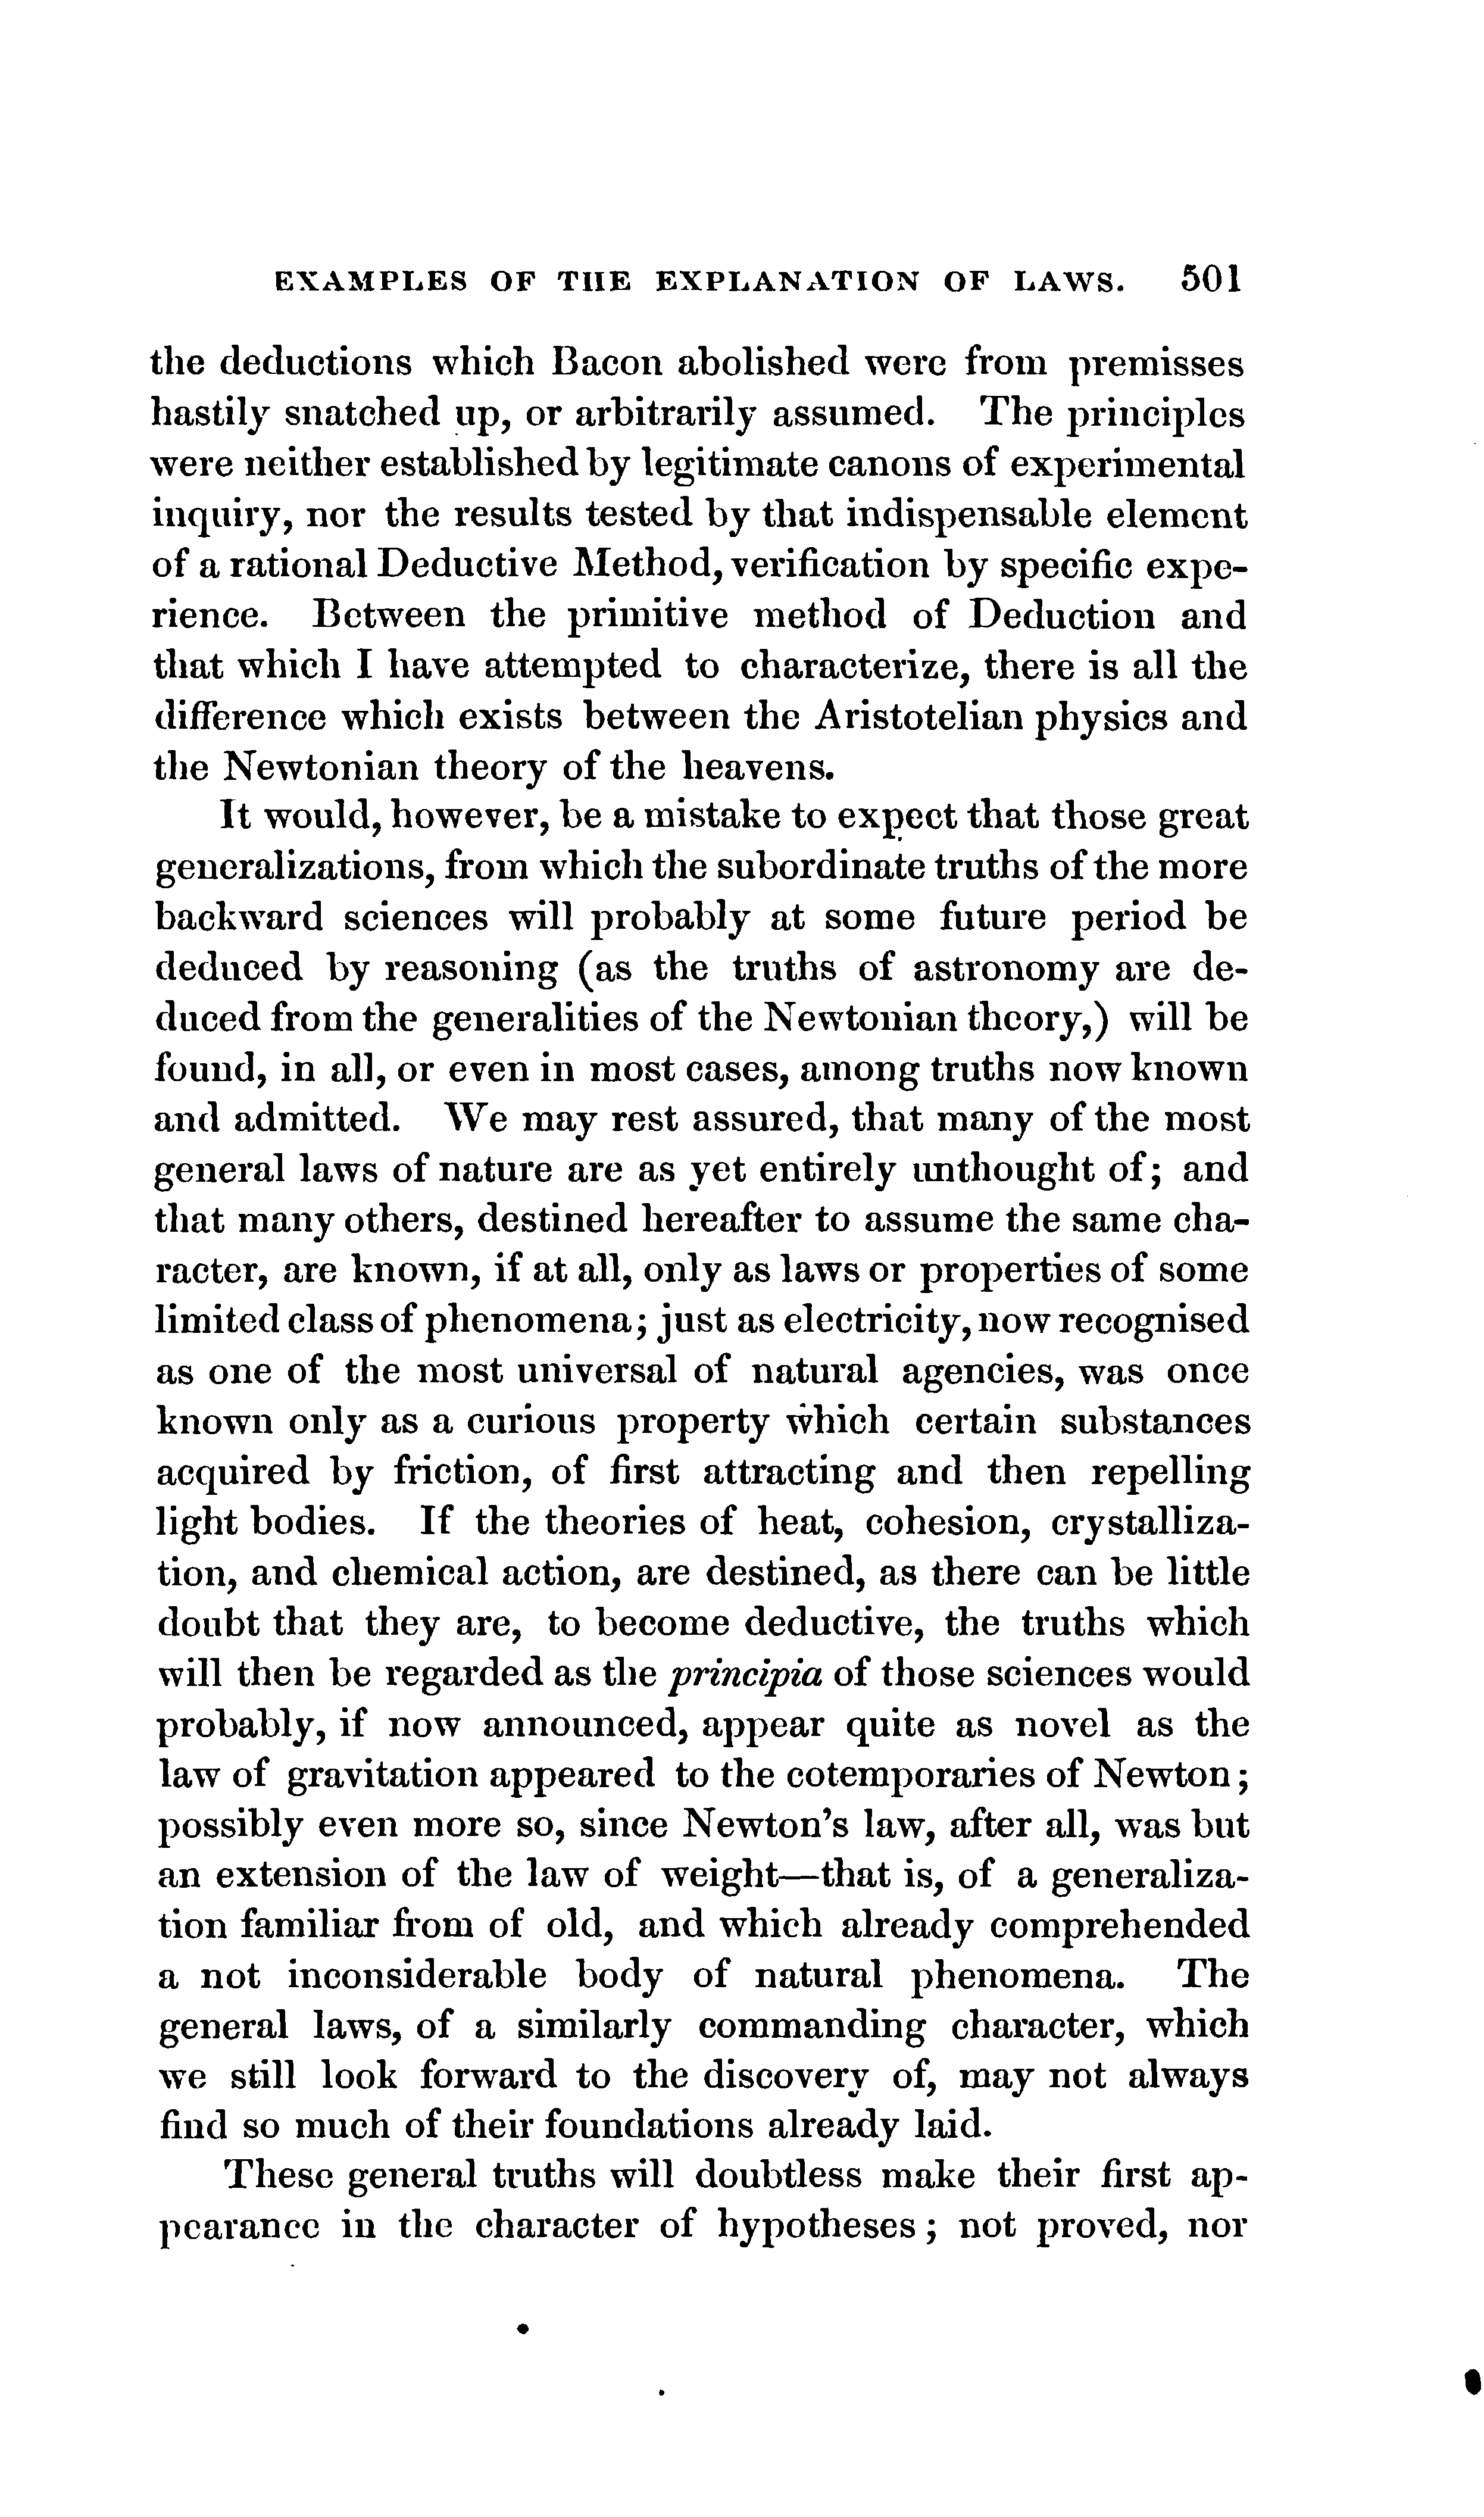 EXAMPLES OF THE EXPLANATION OF LAWS. 501
the deductions which Bacon abolished were from premisses
hastily snatched up, or arbitrarily assumed. The principles
were neither established by legitimate canons of experimental
inquiry, nor the results tested by that indispensable element
of a rational Deductive Method, verification by specific expe-
rience. Between the primitive method of Deduction and
that which I have attempted to characterize, there is all the
difference which exists between the Aristotelian physics and
the Newtonian theory of the heavens.
It would, however, be a mistake to expect that those great
generalizations, from which the subordinate truths of the more
backward sciences will probably at some future period be
deduced by reasoning (as the truths of astronomy are de-
duced from the generalities of the Newtonian theory,) will be
found, in all, or even in most cases, among truths now known
and admitted. We may rest assured, that many of the most
general laws of nature are as yet entirely unthought of; and
that many others, destined hereafter to assume the same cha-
racter, are known, if at all, only as laws or properties of some
limited class of phenomena; just as electricity, now recognised
as one of the most universal of natural agencies, was once
known only as a curious property which certain substances
acquired by friction, of first attracting and then repelling
light bodies. If the theories of heat, cohesion, crystalliza-
tion, and chemical action, are destined, as there can be little
doubt that they are, to become deductive, the truths which
will then be regarded as the principia of those sciences would
probably, if now announced, appear quite as novel as the
law of gravitation appeared to the cotemporaries of Newton;
possibly even more so, since Newton's law, after all, was but
an extension of the law of weight—that is, of a generaliza-
tion familiar from of old, and which already comprehended
a not inconsiderable body of natural phenomena. The
general laws, of a similarly commanding character, which
we still look forward to the discovery of, may not always
find so much of their foundations already laid.
These general truths will doubtless make their first ap-
pearance in the character of hypotheses; not proved, nor